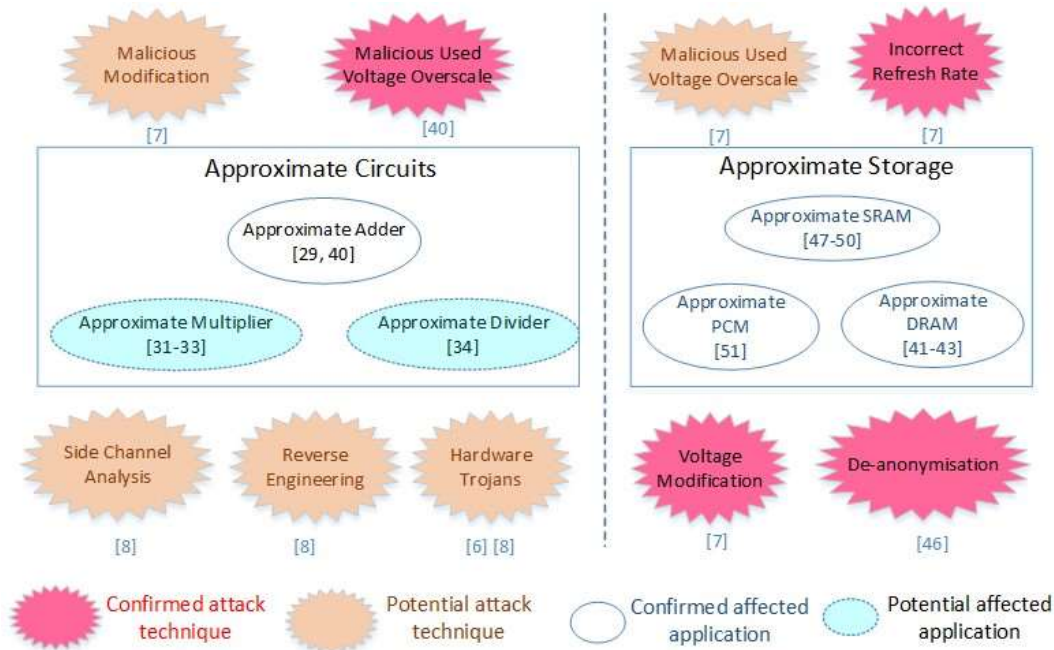 Malicious
Modification
[7]
Malicious Used
Voltage Overscale
[40]
Malicious Used
Voltage Overscale
[7]
Incorrect
Refresh Rate
[7]
Approximate Circuits
Approximate Adder
[29, 40]
Approximate Multiplier
[31-33]
Approximate Divider
[34]
Approximate Storage
Approximate SRAM
[47-50]
Approximate
PCM
[51]
Approximate
DRAM
[41-43]
Side Channel
Analysis
[8]
Reverse
Engineering
[8]
Hardware
Trojans
[6] [8]
Voltage
Modification
[7]
De-anonymisation
[46]
Confirmed attack
technique
Potential attack
technique
Confirmed affected
application
Potential affected
application